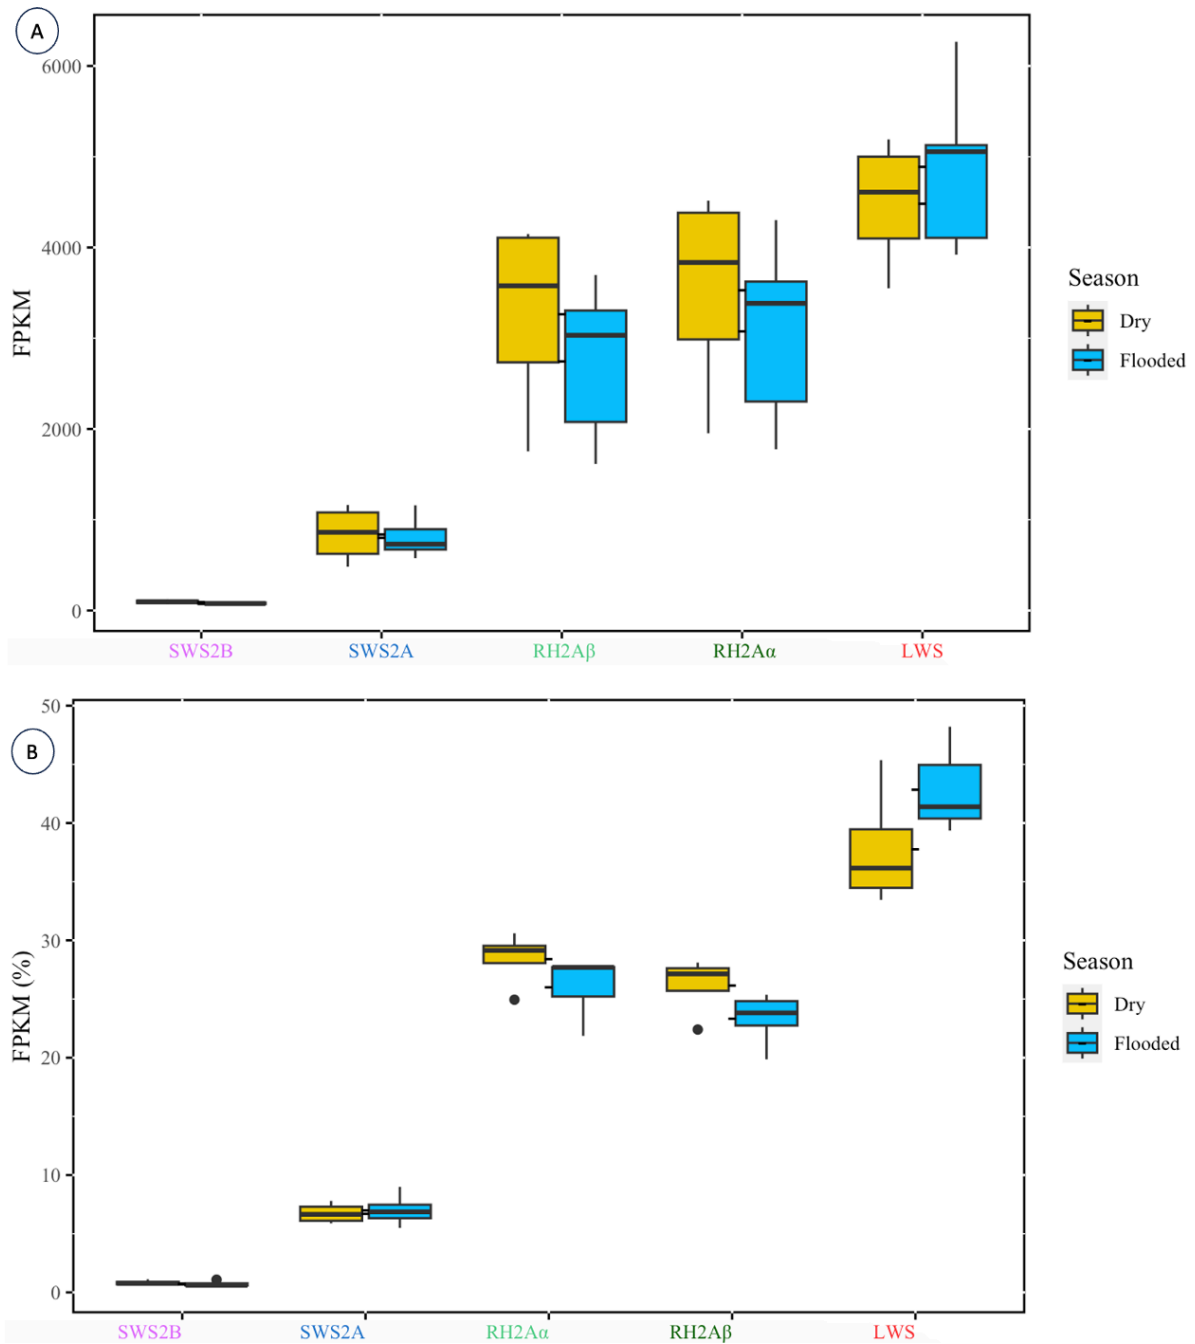 A
6000
4000
2000
0
FPKM
SWS2B SWS2A RH2Aβ RH2Aα LWS
Season
Dry
Flooded
B
50
40
30
20
10
0
FPKM (%)
SWS2B SWS2A RH2Aα RH2Aβ LWS
Season
Dry
Flooded